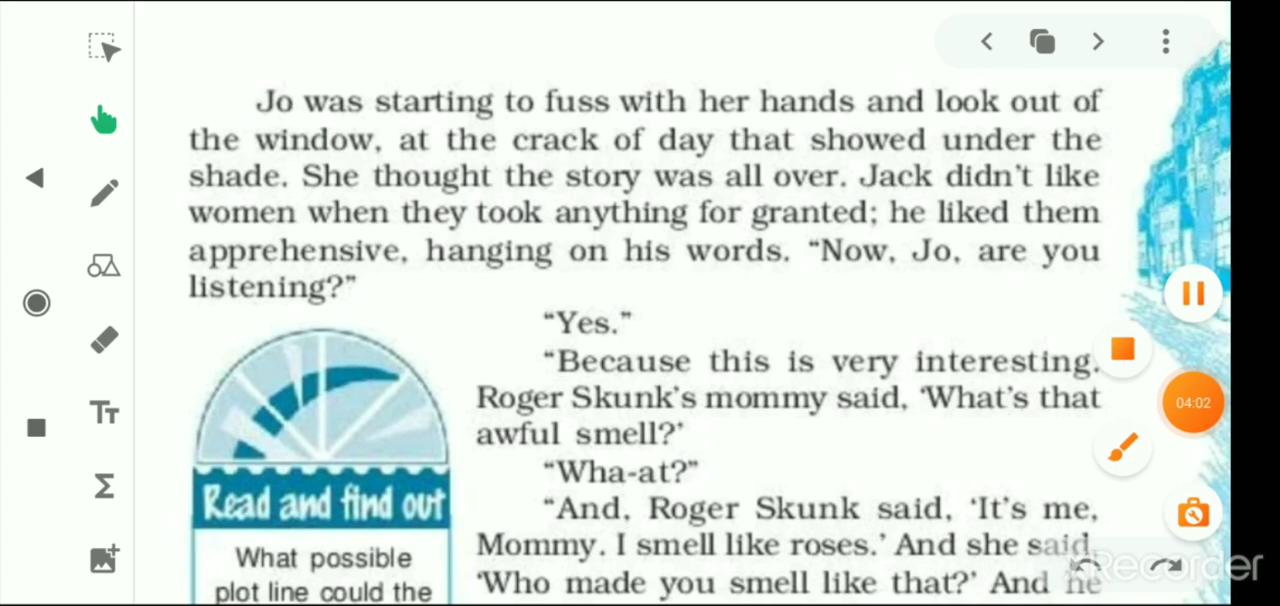 Jo was starting to fuss with her hands and look out of
the window, at the crack of day that showed under the
shade. She thought the story was all over. Jack didn't like
women when they took anything for granted; he liked them
apprehensive, hanging on his words. “Now, Jo, are you
listening?”
“Yes.”
“Because this is very interesting.
Roger Skunk's mommy said, ‘What's that
awful smell?’
“Wha-at?”
“And, Roger Skunk said, ‘It's me,
Mommy. I smell like roses.’ And she said,
‘Who made you smell like that?’ And he
Read and find out
What possible
plot line could the
Tт
Σ
04:02
XRecorder